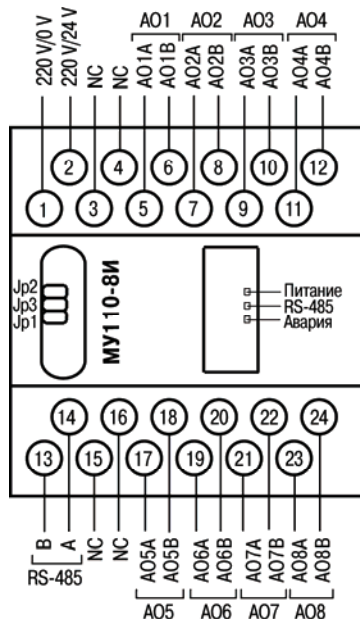 AO1 AO2 AO3 AO4
220 V/0 V
220 V/24 V
NC
NC
AO1A
AO1B
AO2A
AO2B
AO3A
AO3B
AO4A
AO4B
2 4 6 8 10 12
1 3 5 7 9 11
Jp2
Jp3
Jp1
МУ110-8И
Питание
RS-485
Авария
14 16 18 20 22 24
13 15 17 19 21 23
B
A
NC
NC
AO5A
AO5B
AO6A
AO6B
AO7A
AO7B
AO8A
AO8B
RS-485
AO5 AO6 AO7 AO8